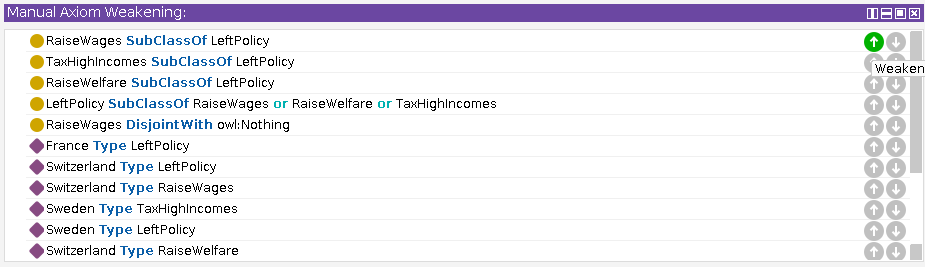 Manual Axiom Weakening:
RaiseWages SubClassOf LeftPolicy
TaxHighIncomes SubClassOf LeftPolicy
Weaken
RaiseWelfare SubClassOf LeftPolicy
LeftPolicy SubClassOf RaiseWages or RaiseWelfare or TaxHighIncomes
RaiseWages DisjointWith owl:Nothing
France Type LeftPolicy
Switzerland Type LeftPolicy
Switzerland Type RaiseWages
Sweden Type TaxHighIncomes
Sweden Type LeftPolicy
Switzerland Type RaiseWelfare